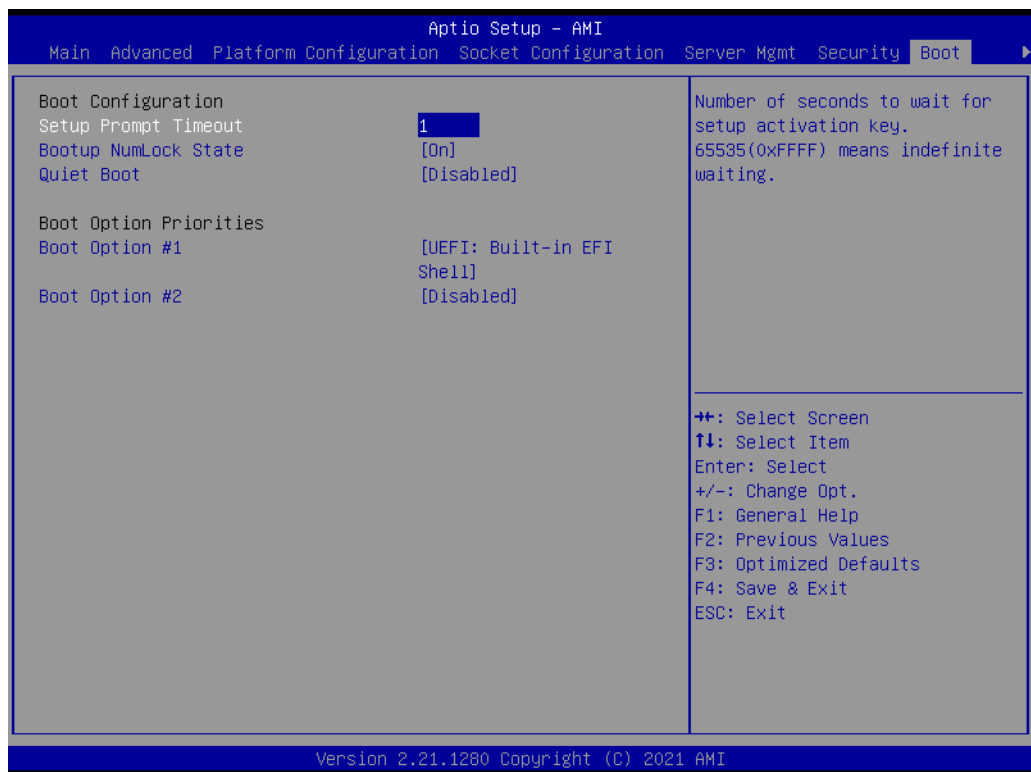 Aptio Setup – AMI
Main Advanced Platform Configuration Socket Configuration Server Mgmt Security Boot ▶
Boot Configuration
Setup Prompt Timeout 1
Bootup NumLock State [On]
Quiet Boot [Disabled]
Boot Option Priorities
Boot Option #1 [UEFI: Built-in EFI
Shell]
Boot Option #2 [Disabled]
Number of seconds to wait for
setup activation key.
65535(0xFFFF) means indefinite
waiting.
→←: Select Screen
↑↓: Select Item
Enter: Select
+/-: Change Opt.
F1: General Help
F2: Previous Values
F3: Optimized Defaults
F4: Save & Exit
ESC: Exit
Version 2.21.1280 Copyright (C) 2021 AMI